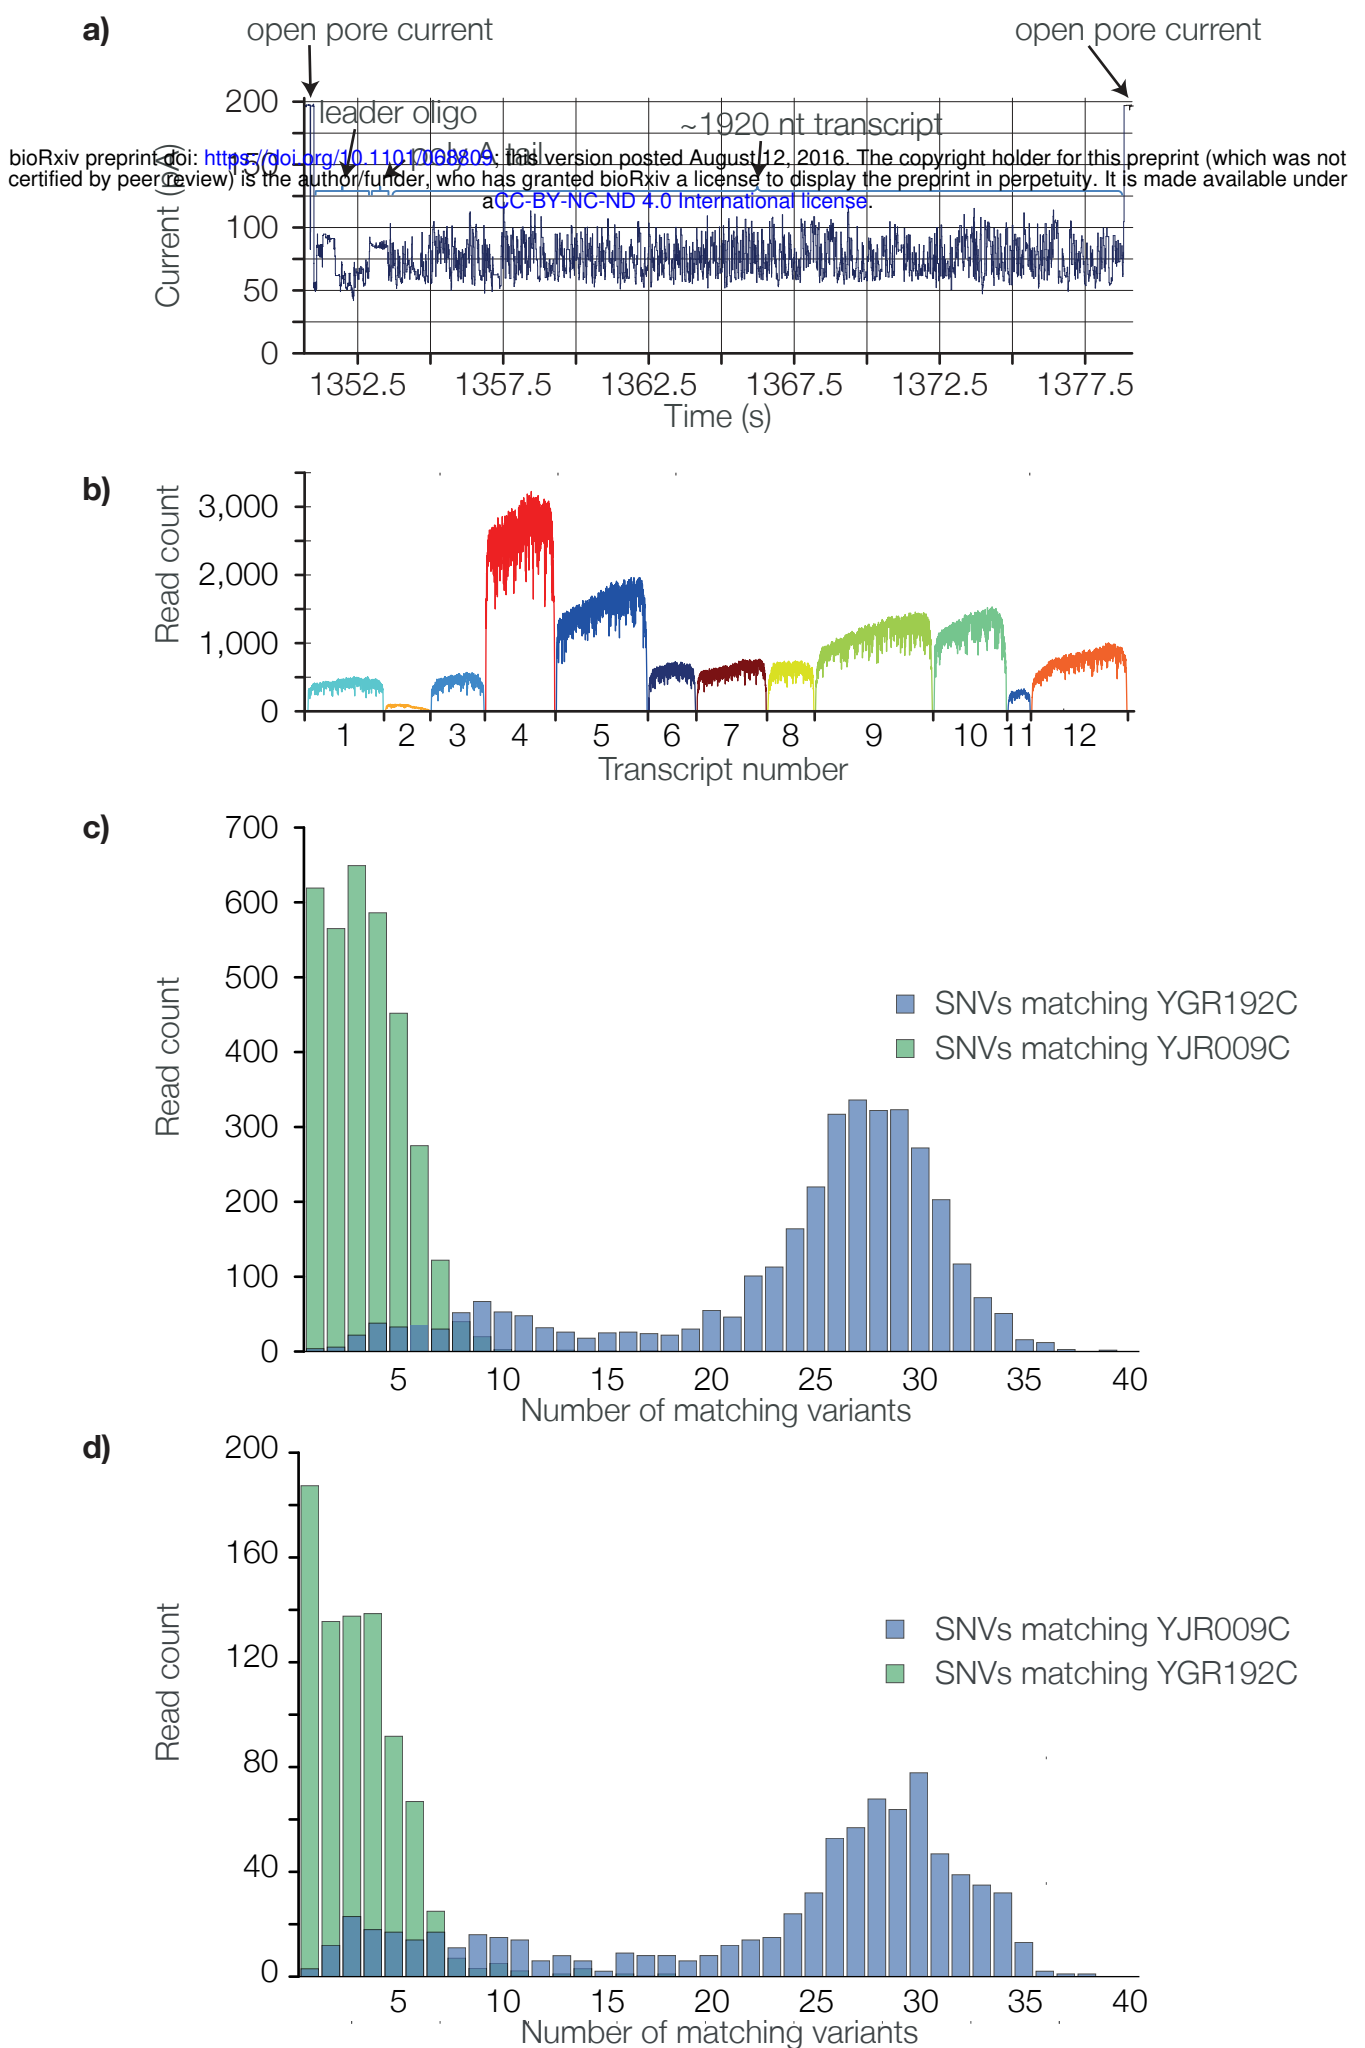 a)
open pore current
open pore current
200
leader oligo
~1920 nt transcript
poly-A tail
bioRxiv preprint doi: https://doi.org/10.1101/068809; this version posted August 12, 2016. The copyright holder for this preprint (which was not
certified by peer review) is the author/funder, who has granted bioRxiv a license to display the preprint in perpetuity. It is made available under
aCC-BY-NC-ND 4.0 International license.
150
100
50
0
Current (pA)
1352.5 1357.5 1362.5 1367.5 1372.5 1377.5
Time (s)
b)
Read count
3,000
2,000
1,000
0
1 2 3 4 5 6 7 8 9 10 11 12
Transcript number
c)
Read count
700
600
500
400
300
200
100
0
SNVs matching YGR192C
SNVs matching YJR009C
5 10 15 20 25 30 35 40
Number of matching variants
d)
Read count
200
160
120
80
40
0
SNVs matching YJR009C
SNVs matching YGR192C
5 10 15 20 25 30 35 40
Number of matching variants